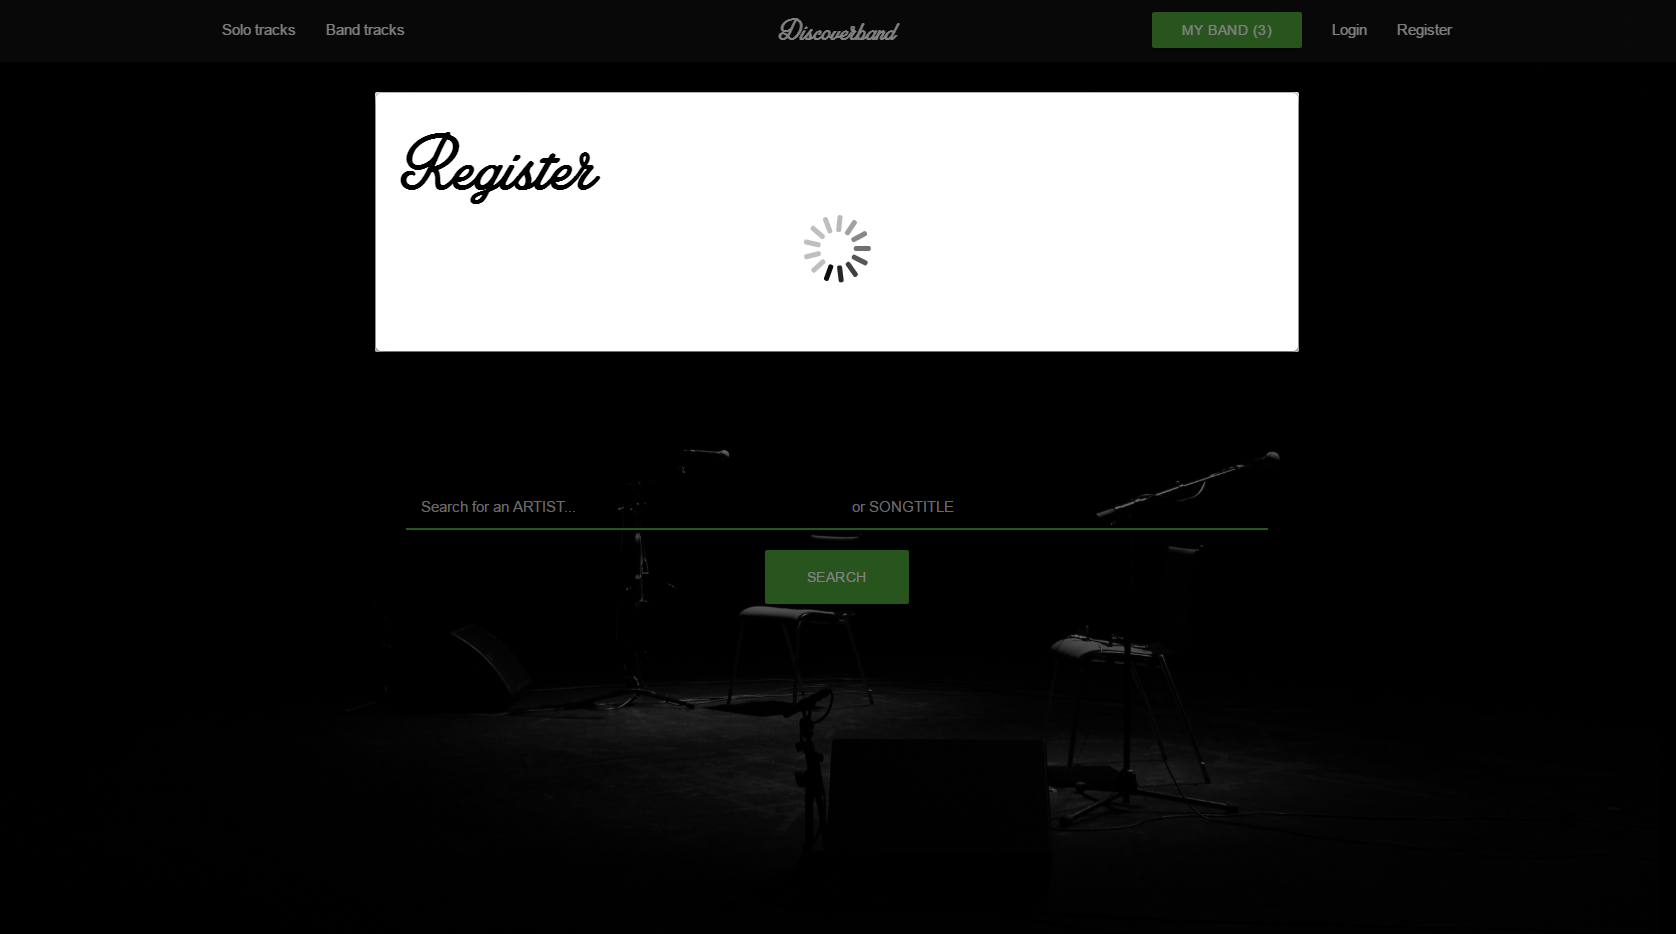 Solo tracks Band tracks Discoverband MY BAND (3) Login Register
Register
Search for an ARTIST... or SONGTITLE
SEARCH